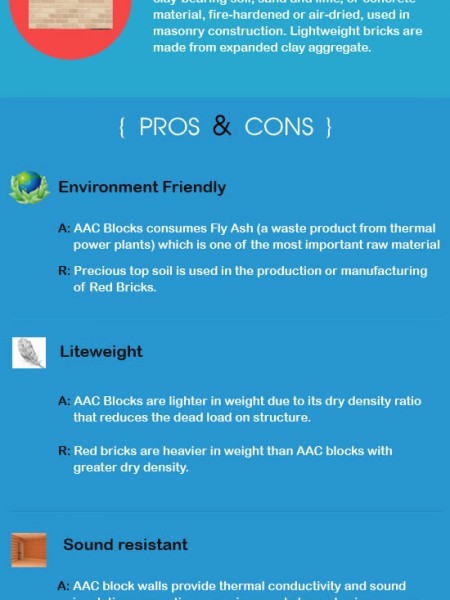 clay-bearing soil, sand and lime, or concrete
material, fire-hardened or air-dried, used in
masonry construction. Lightweight bricks are
made from expanded clay aggregate.
{ PROS & CONS }
Environment Friendly
A: AAC Blocks consumes Fly Ash (a waste product from thermal
power plants) which is one of the most important raw material
R: Precious top soil is used in the production or manufacturing
of Red Bricks.
Liteweight
A: AAC Blocks are lighter in weight due to its dry density ratio
that reduces the dead load on structure.
R: Red bricks are heavier in weight than AAC blocks with
greater dry density.
Sound resistant
A: AAC block walls provide thermal conductivity and sound